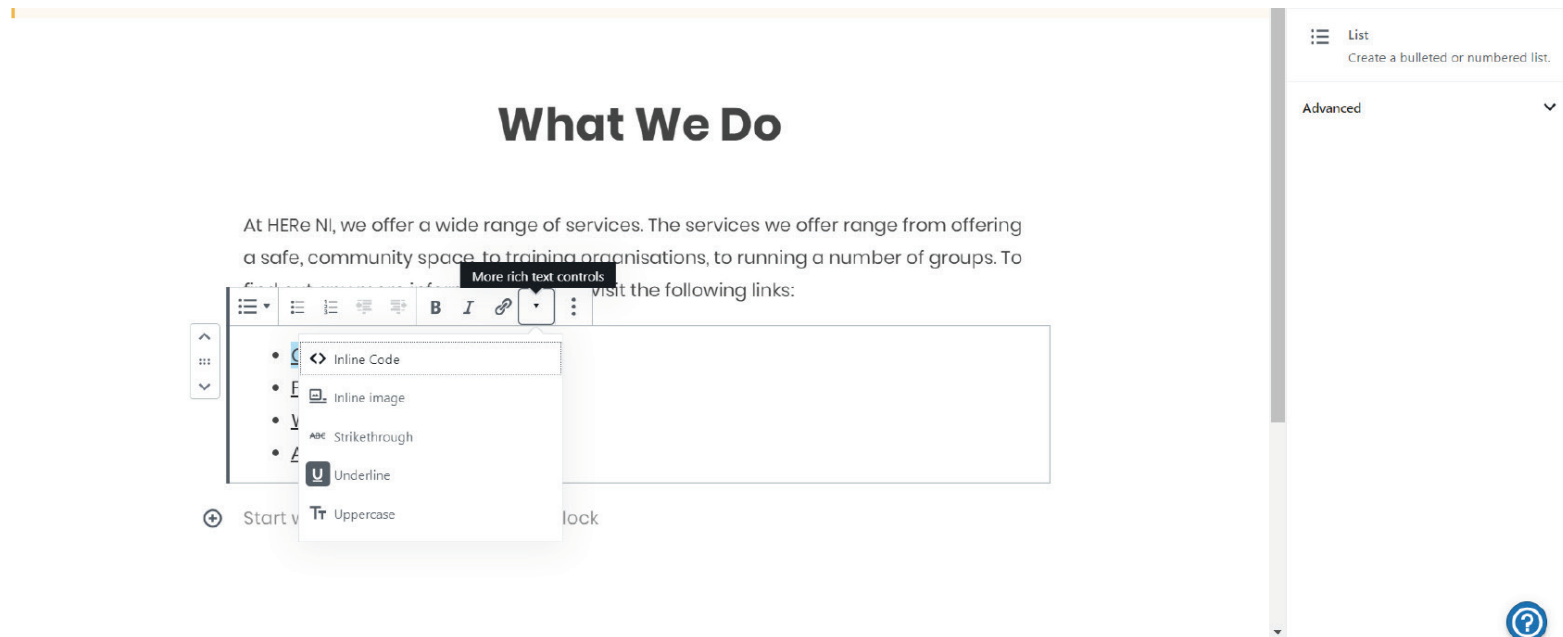 List
Create a bulleted or numbered list.
Advanced
What We Do
At HERe NI, we offer a wide range of services. The services we offer range from offering
a safe, community space, to training organisations, to running a number of groups. To
More rich text controls
visit the following links:
B I
Inline Code
Inline image
ABC Strikethrough
U Underline
TT Uppercase
Start
lock